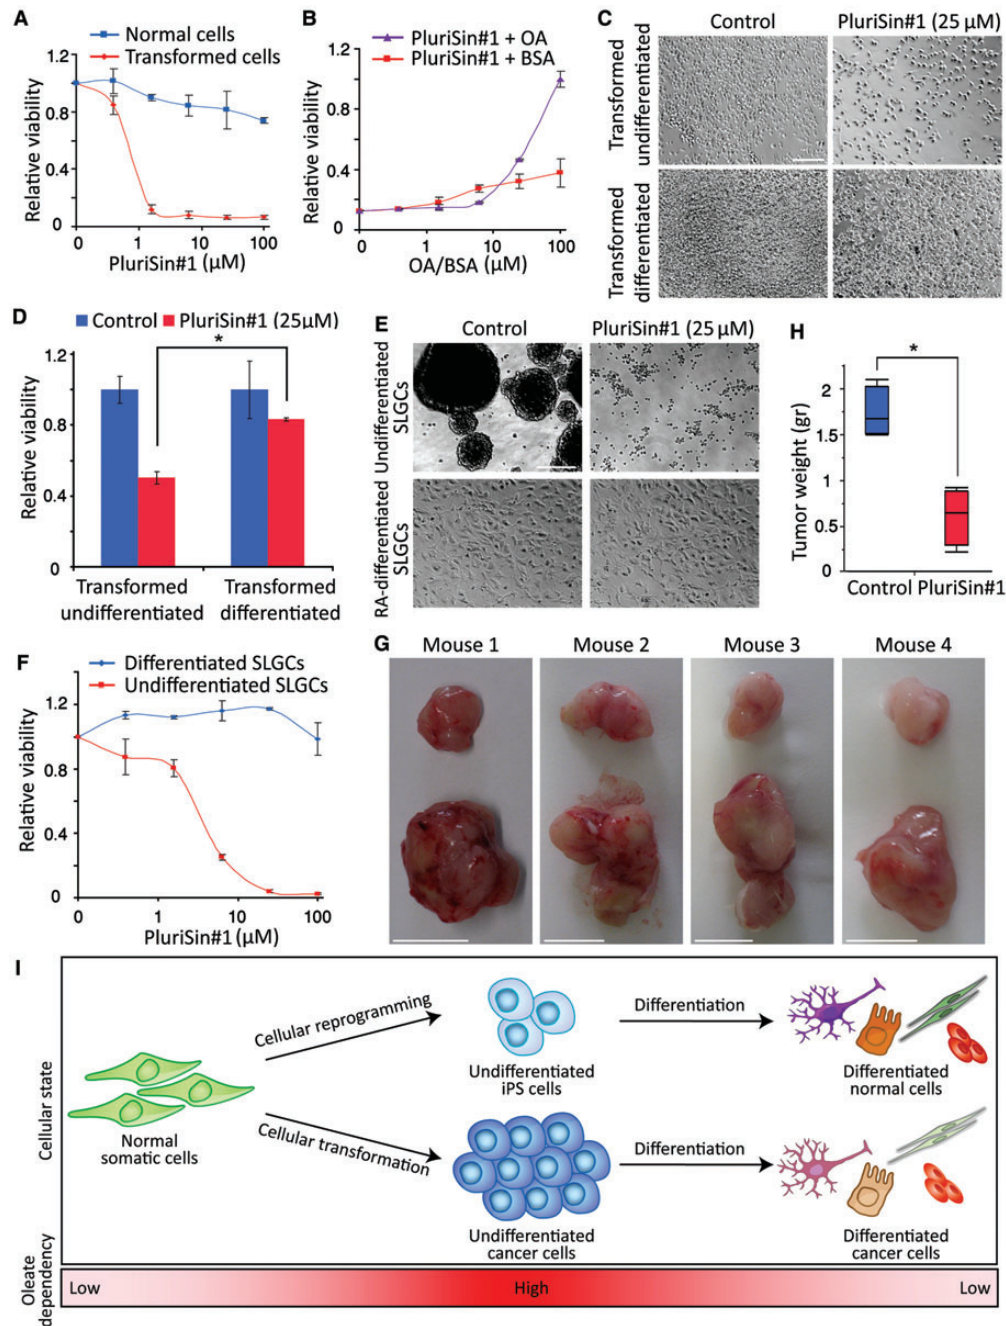 A
Normal cells
Transformed cells
Relative viability
1.2
0.8
0.4
0
0 1 10 100
PluriSin#1 (µM)
B
PluriSin#1 + OA
PluriSin#1 + BSA
Relative viability
1.2
0.8
0.4
0
0 1 10 100
OA/BSA (µM)
C
Control PluriSin#1 (25 µM)
Transformed
undifferentiated
Transformed
differentiated
D
Control PluriSin#1 (25µM)
*
Relative viability
1.2
0.8
0.4
0
Transformed
undifferentiated
Transformed
differentiated
E
Control PluriSin#1 (25 µM)
Undifferentiated
SLGCs
RA-differentiated
SLGCs
H
*
Tumor weight (gr)
2
1.5
1
0.5
0
Control PluriSin#1
F
Differentiated SLGCs
Undifferentiated SLGCs
Relative viability
1.2
0.8
0.4
0
0 1 10 100
PluriSin#1 (µM)
G
Mouse 1 Mouse 2 Mouse 3 Mouse 4
I
Cellular state
Normal
somatic cells
Cellular reprogramming
Undifferentiated
iPS cells
Differentiation
Differentiated
normal cells
Cellular transformation
Undifferentiated
cancer cells
Differentiation
Differentiated
cancer cells
Oleate
dependency
Low High Low